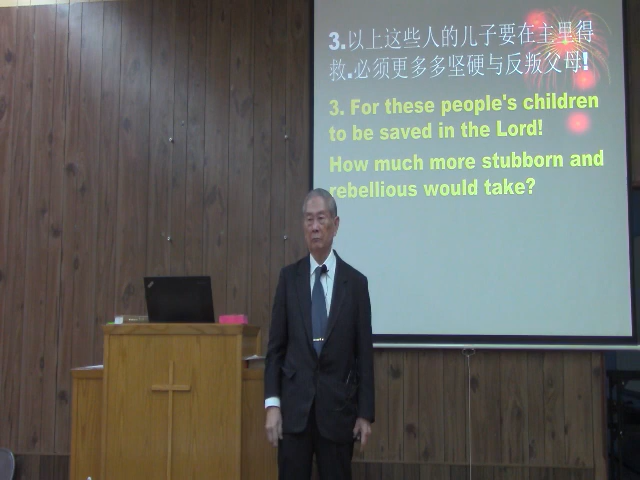 3.以上这些人的儿子要在主里得
救.必须更多多坚硬与反叛父母!
3. For these people's children
to be saved in the Lord!
How much more stubborn and
rebellious would take?